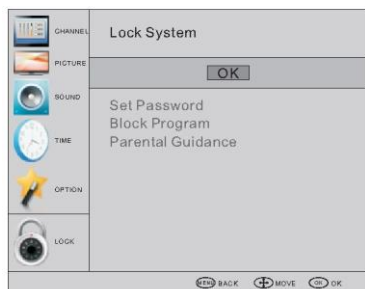 CHANNEL
PICTURE
SOUND
TIME
OPTION
LOCK
Lock System
OK
Set Password
Block Program
Parental Guidance
MENU BACK MOVE OK OK